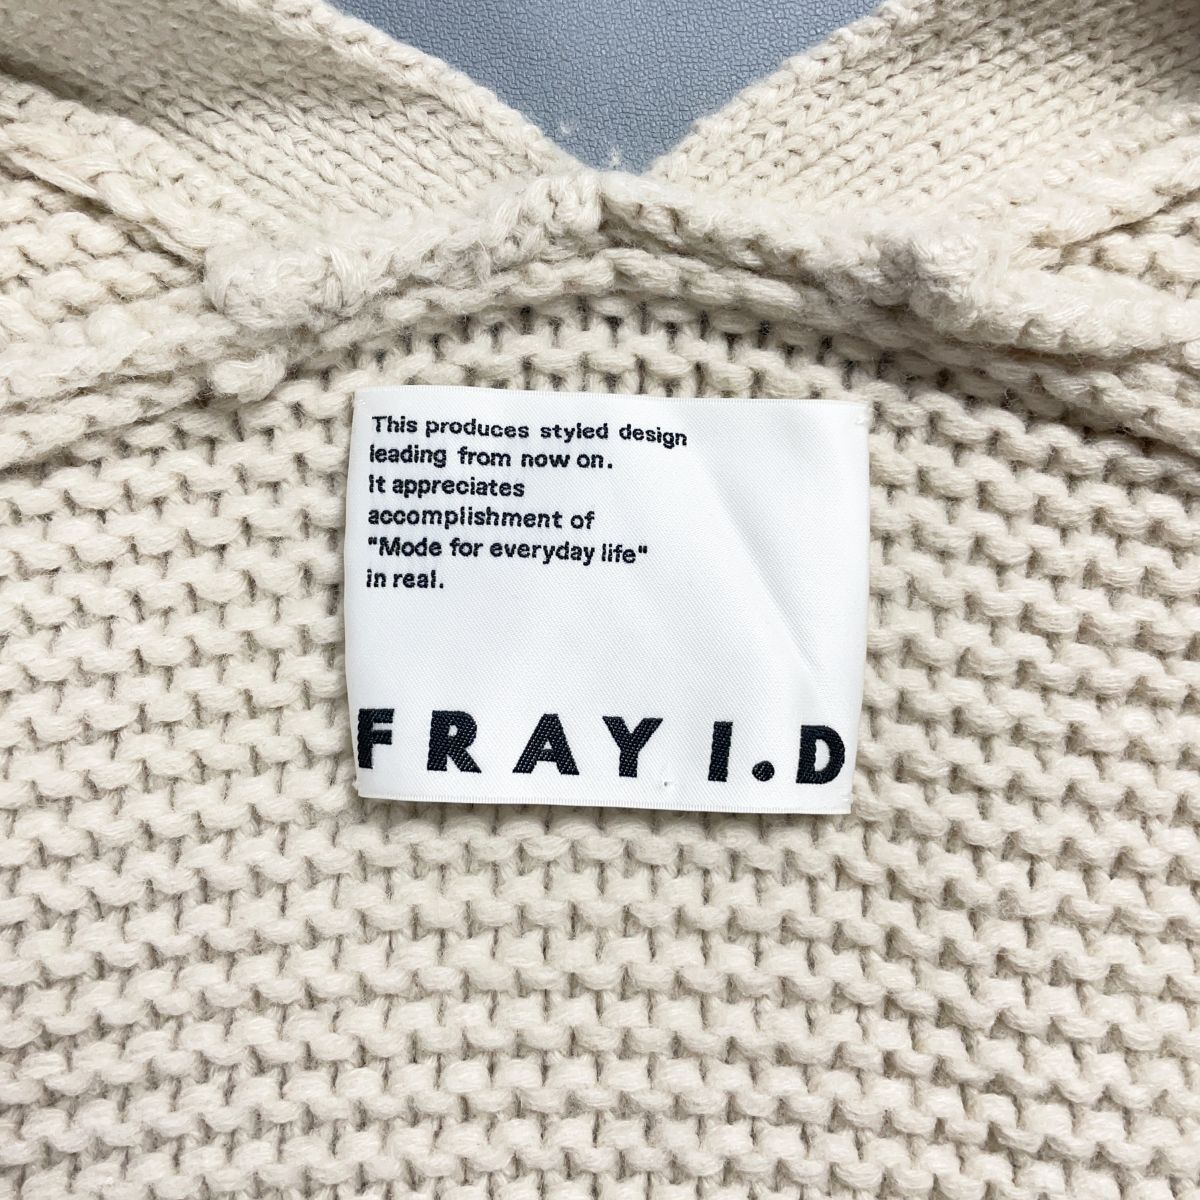 This produces styled design
leading from now on.
It appreciates
accomplishment of
"Mode for everyday life"
in real.
FRAY I.D